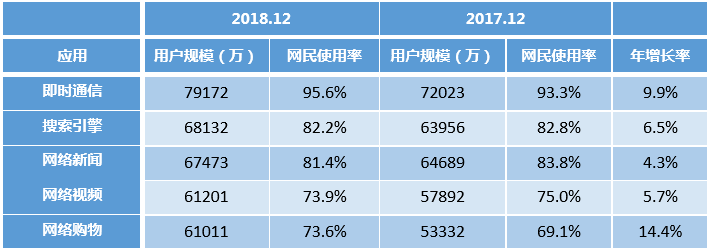 2018.12 2017.12
应用 用户规模（万） 网民使用率 用户规模（万） 网民使用率 年增长率
即时通信 79172 95.6% 72023 93.3% 9.9%
搜索引擎 68132 82.2% 63956 82.8% 6.5%
网络新闻 67473 81.4% 64689 83.8% 4.3%
网络视频 61201 73.9% 57892 75.0% 5.7%
网络购物 61011 73.6% 53332 69.1% 14.4%